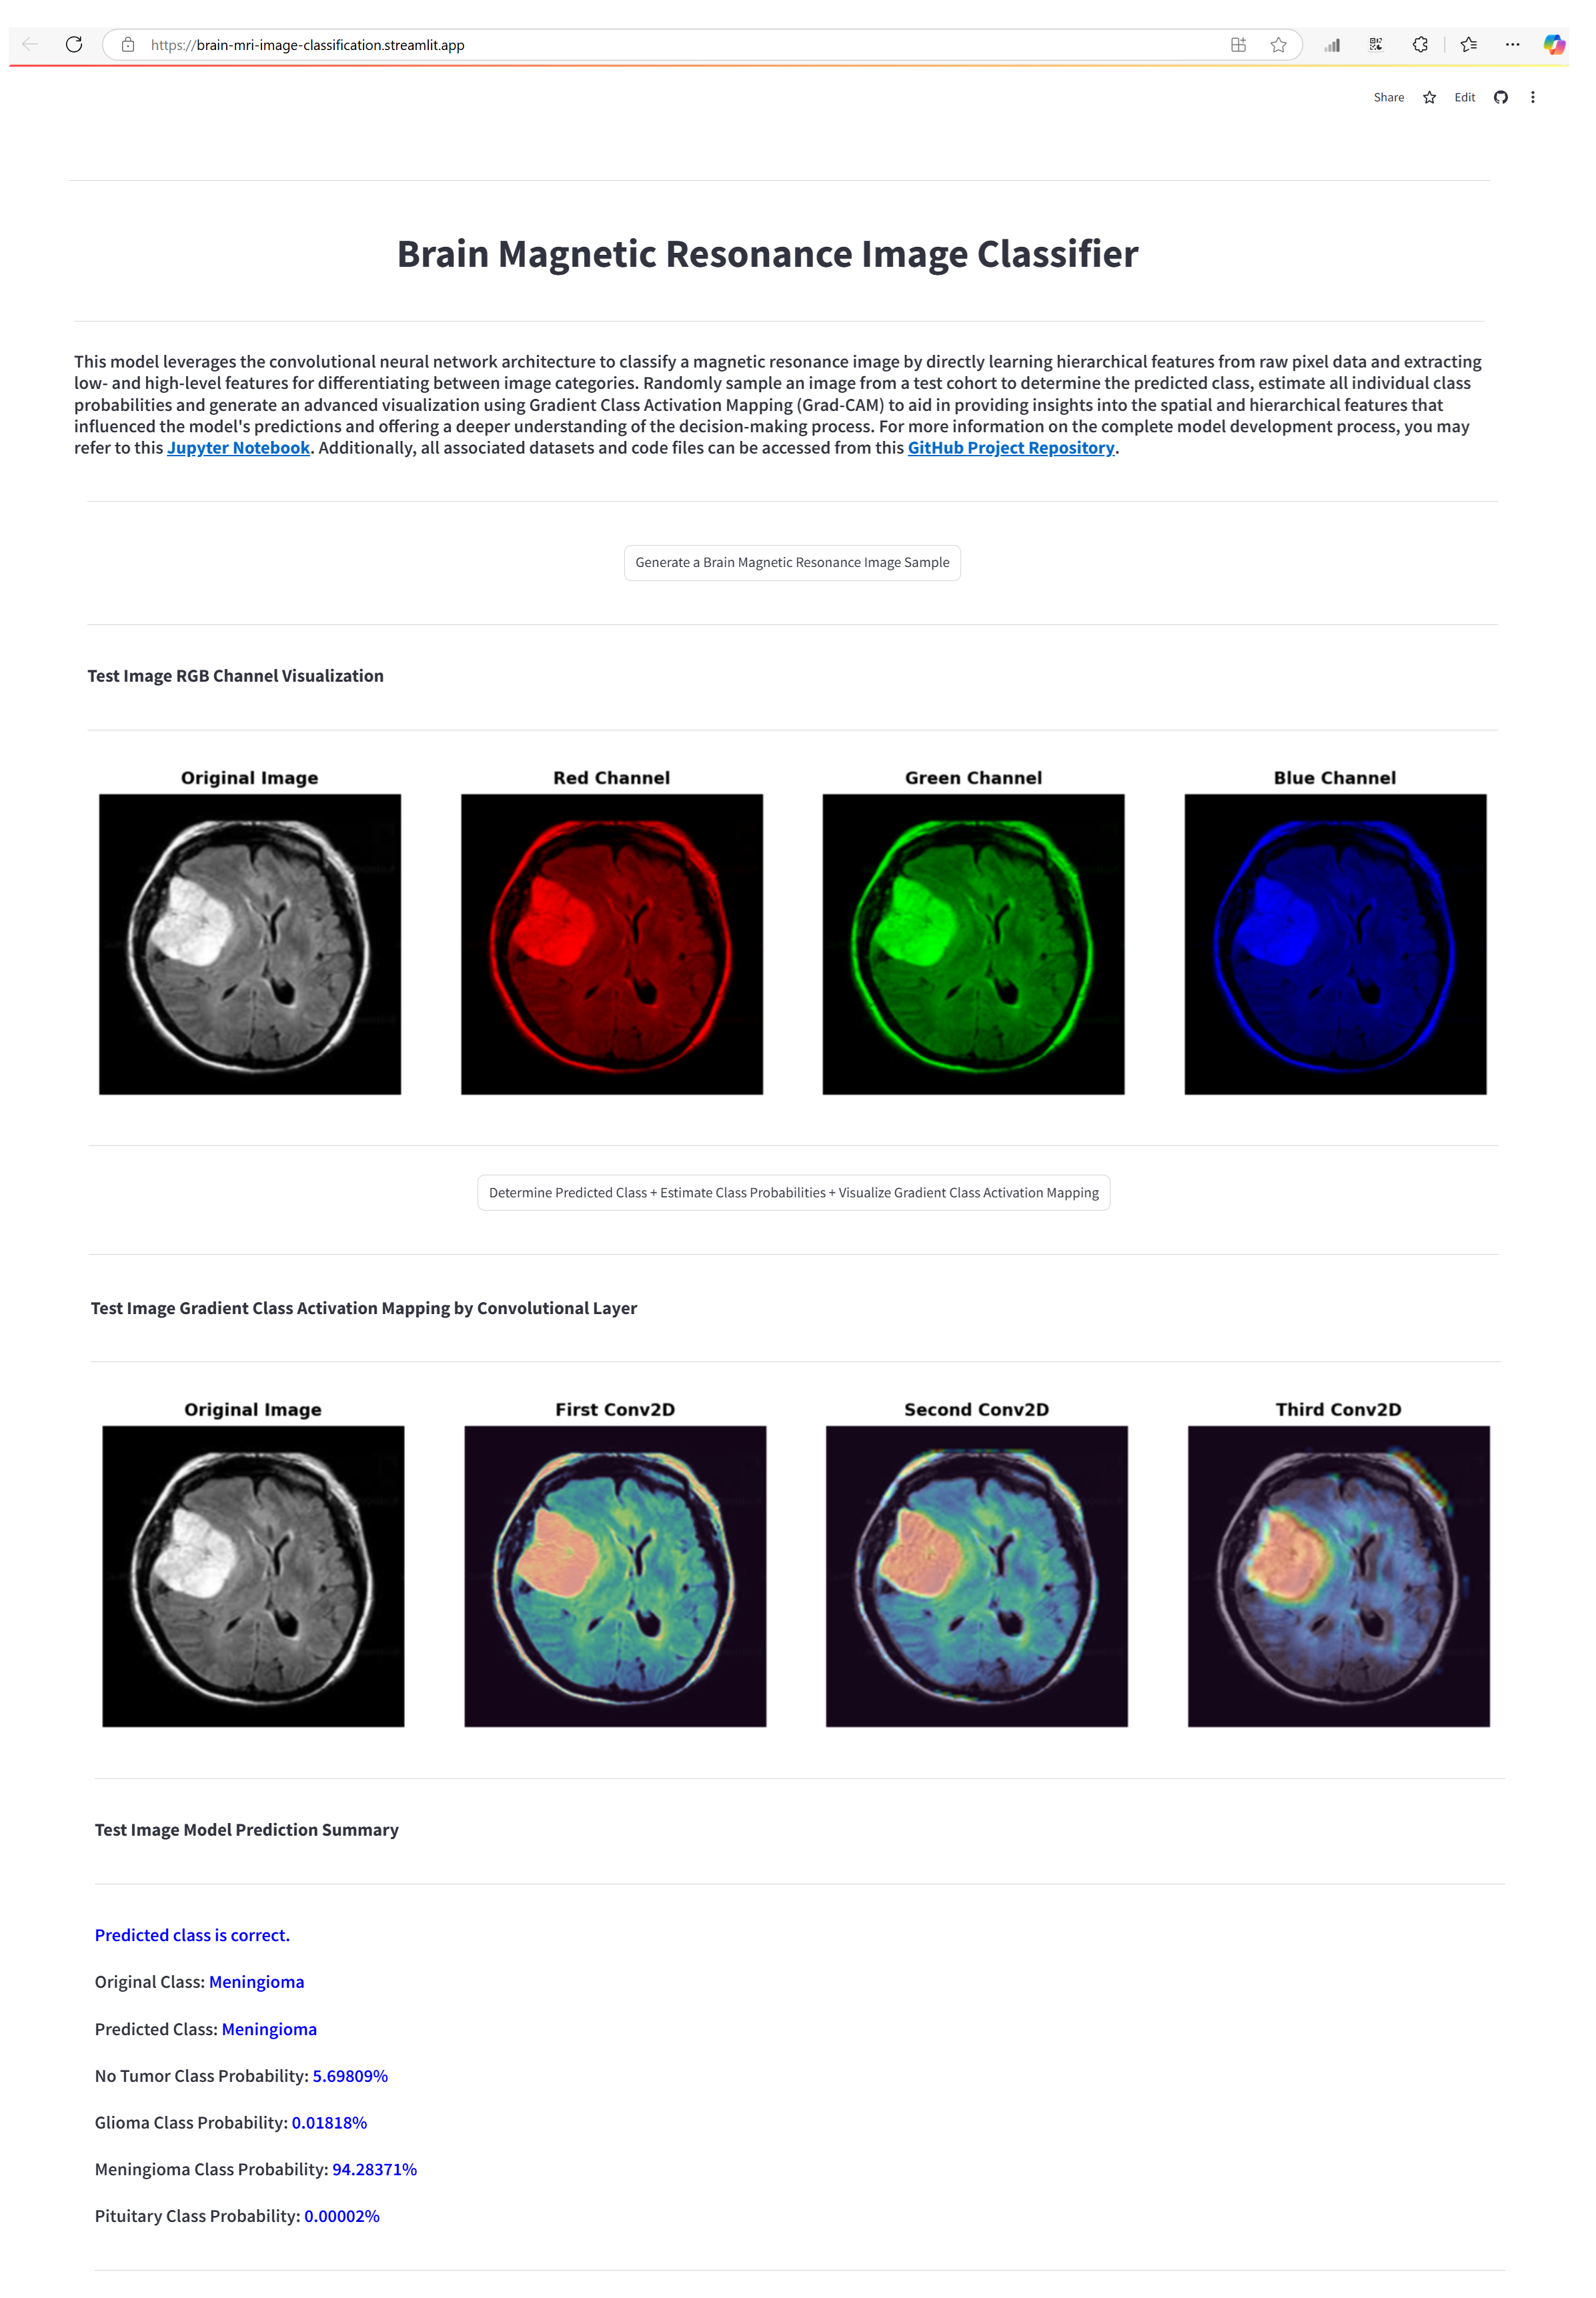 https://brain-mri-image-classification.streamlit.app
Share
Edit
Brain Magnetic Resonance Image Classifier
This model leverages the convolutional neural network architecture to classify a magnetic resonance image by directly learning hierarchical features from raw pixel data and extracting
low- and high-level features for differentiating between image categories. Randomly sample an image from a test cohort to determine the predicted class, estimate all individual class
probabilities and generate an advanced visualization using Gradient Class Activation Mapping (Grad-CAM) to aid in providing insights into the spatial and hierarchical features that
influenced the model's predictions and offering a deeper understanding of the decision-making process. For more information on the complete model development process, you may
refer to this Jupyter Notebook. Additionally, all associated datasets and code files can be accessed from this GitHub Project Repository.
Generate a Brain Magnetic Resonance Image Sample
Test Image RGB Channel Visualization
Original Image
Red Channel
Green Channel
Blue Channel
Determine Predicted Class + Estimate Class Probabilities + Visualize Gradient Class Activation Mapping
Test Image Gradient Class Activation Mapping by Convolutional Layer
Original Image
First Conv2D
Second Conv2D
Third Conv2D
Test Image Model Prediction Summary
Predicted class is correct.
Original Class: Meningioma
Predicted Class: Meningioma
No Tumor Class Probability: 5.69809%
Glioma Class Probability: 0.01818%
Meningioma Class Probability: 94.28371%
Pituitary Class Probability: 0.00002%